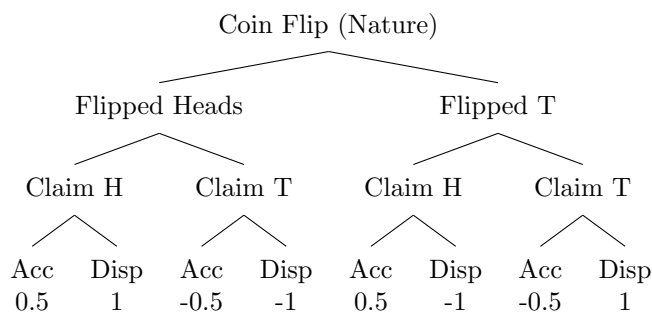 Coin Flip (Nature)
Flipped Heads Flipped T
Claim H Claim T Claim H Claim T
Acc Disp Acc Disp Acc Disp Acc Disp
0.5 1 -0.5 -1 0.5 -1 -0.5 1